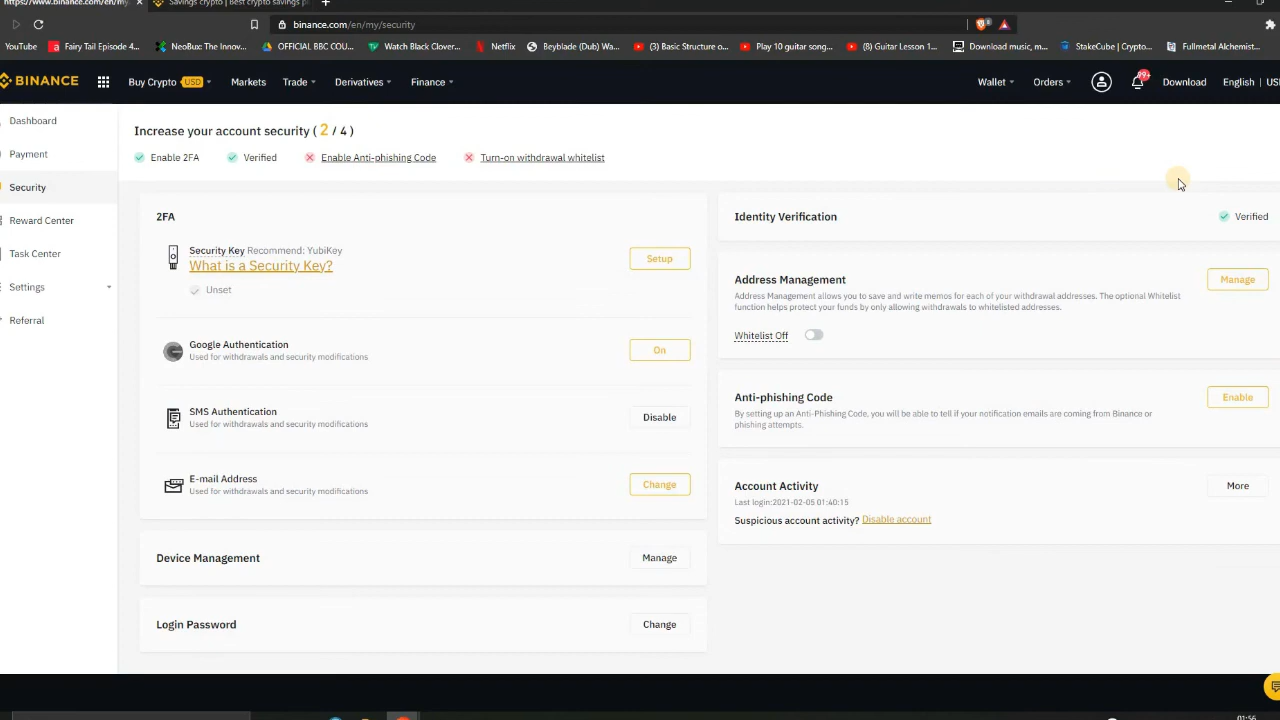 https://www.binance.com/en/my
Savings crypto | Best crypto savings p
binance.com/en/my/security
YouTube
Fairy Tail Episode 4...
NeoBux: The Innov...
OFFICIAL BBC COU...
Watch Black Clover...
Netflix
Beyblade (Dub) Wa...
(3) Basic Structure o...
Play 10 guitar song...
(8) Guitar Lesson 1...
Download music, m...
StakeCube | Crypto...
Fullmetal Alchemist...
BINANCE
Buy Crypto USD
Markets
Trade
Derivatives
Finance
Wallet
Orders
99+
Download
English | US
Dashboard
Payment
Security
Reward Center
Task Center
Settings
Referral
Increase your account security ( 2 / 4 )
Enable 2FA
Verified
Enable Anti-phishing Code
Turn-on withdrawal whitelist
2FA
Security Key Recommend: YubiKey
What is a Security Key?
Unset
Setup
Google Authentication
Used for withdrawals and security modifications
On
SMS Authentication
Used for withdrawals and security modifications
Disable
E-mail Address
Used for withdrawals and security modifications
Change
Device Management
Manage
Login Password
Change
Identity Verification
Verified
Address Management
Manage
Address Management allows you to save and write memos for each of your withdrawal addresses. The optional Whitelist
function helps protect your funds by only allowing withdrawals to whitelisted addresses.
Whitelist Off
Anti-phishing Code
Enable
By setting up an Anti-Phishing Code, you will be able to tell if your notification emails are coming from Binance or
phishing attempts.
Account Activity
More
Last login:2021-02-05 01:40:15
Suspicious account activity? Disable account
01:56